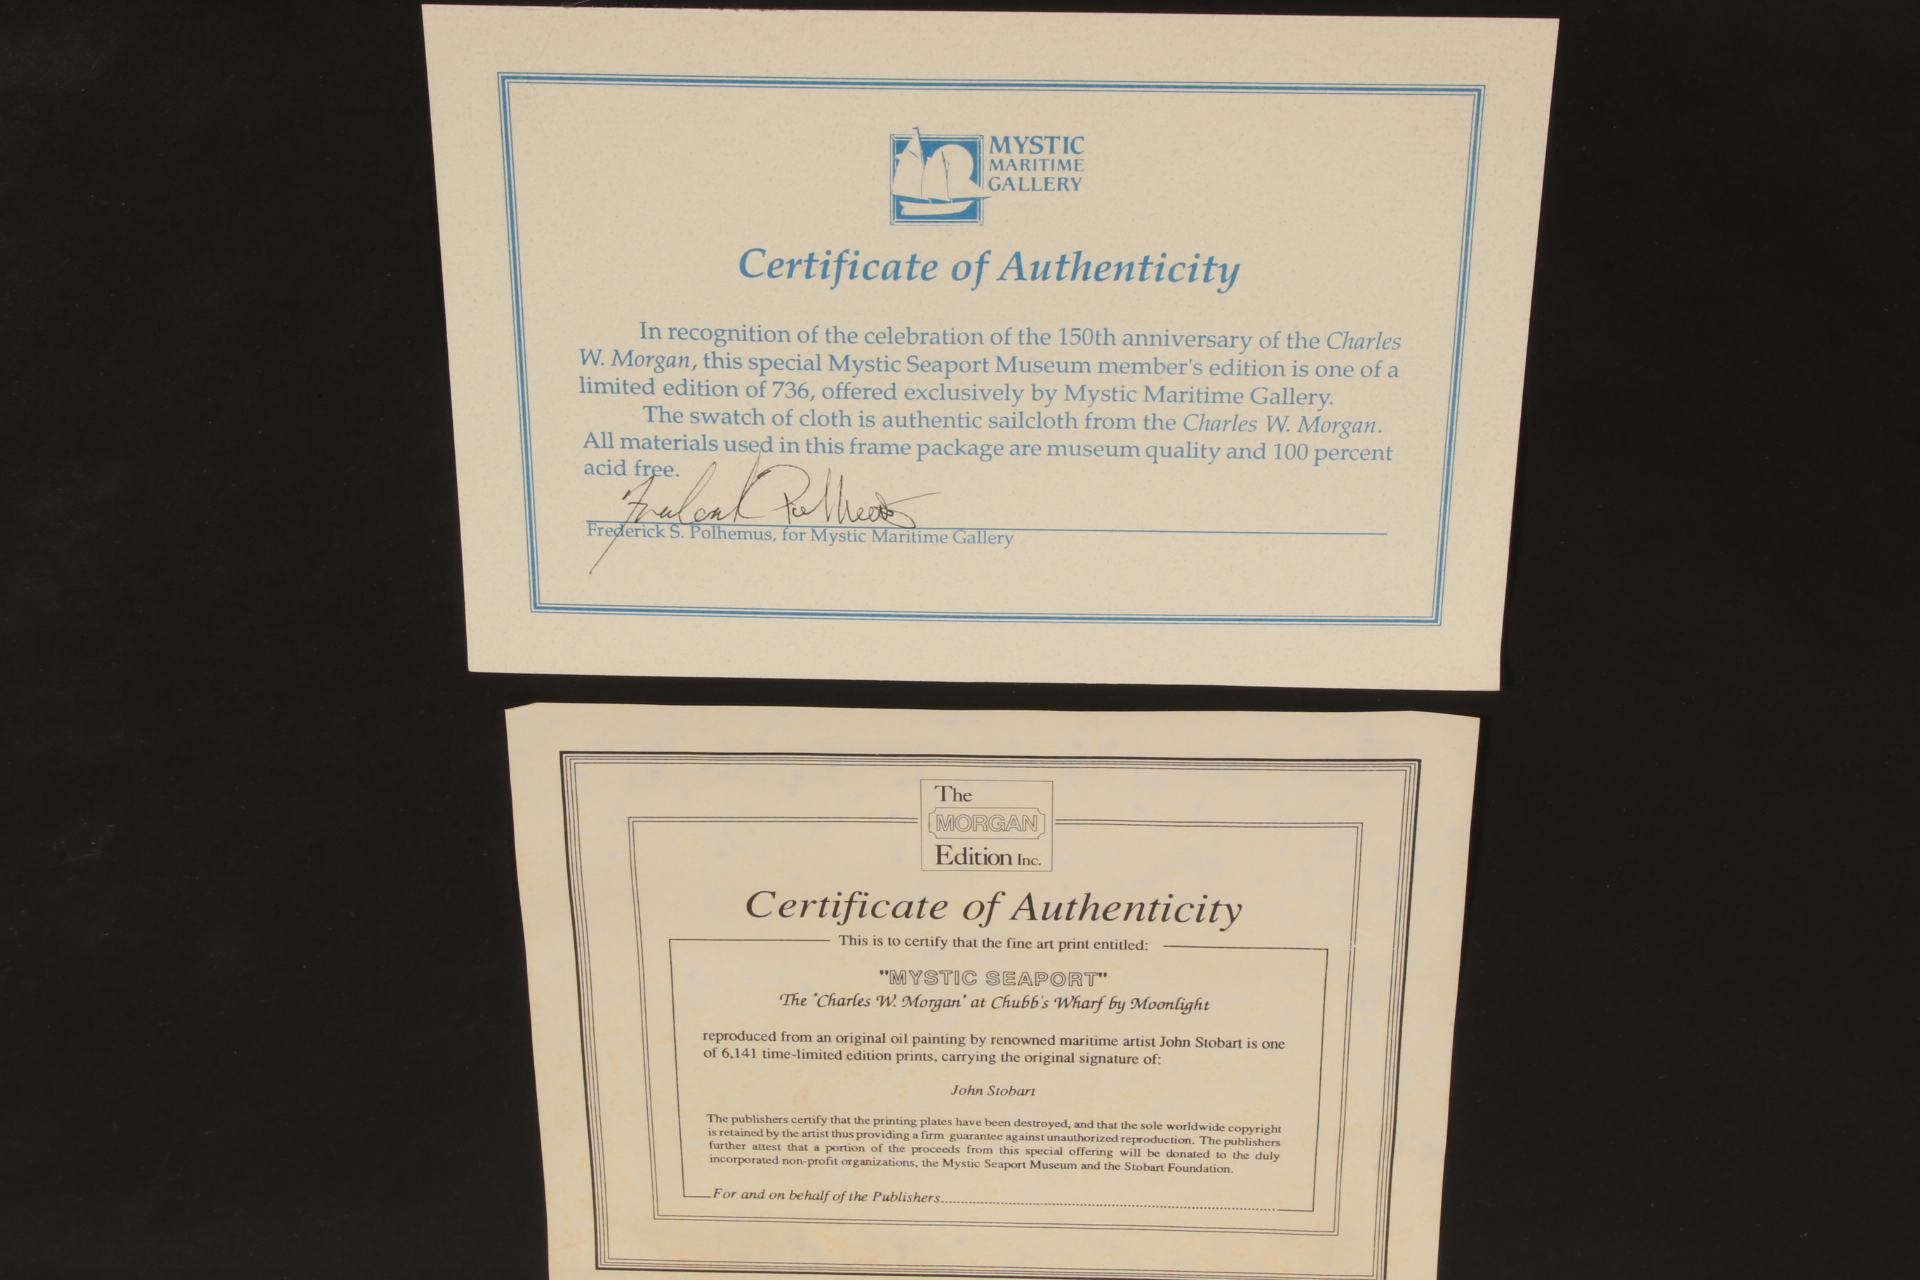 MYSTIC
MARITIME
GALLERY
Certificate of Authenticity
In recognition of the celebration of the 150th anniversary of the Charles
W. Morgan, this special Mystic Seaport Museum member's edition is one of a
limited edition of 736, offered exclusively by Mystic Maritime Gallery.
The swatch of cloth is authentic sailcloth from the Charles W. Morgan.
All materials used in this frame package are museum quality and 100 percent
acid free.
Frederick S. Polhemus, for Mystic Maritime Gallery
The
MORGAN
Edition Inc.
Certificate of Authenticity
This is to certify that the fine art print entitled:
"MYSTIC SEAPORT"
The "Charles W. Morgan" at Chubb's Wharf by Moonlight
reproduced from an original oil painting by renowned maritime artist John Stobart is one
of 6,141 time-limited edition prints, carrying the original signature of:
John Stobart
The publishers certify that the printing plates have been destroyed, and that the sole worldwide copyright
is retained by the artist thus providing a firm guarantee against unauthorized reproduction. The publishers
further attest that a portion of the proceeds from this special offering will be donated to the duly
incorporated non-profit organizations, the Mystic Seaport Museum and the Stobart Foundation.
For and on behalf of the Publishers